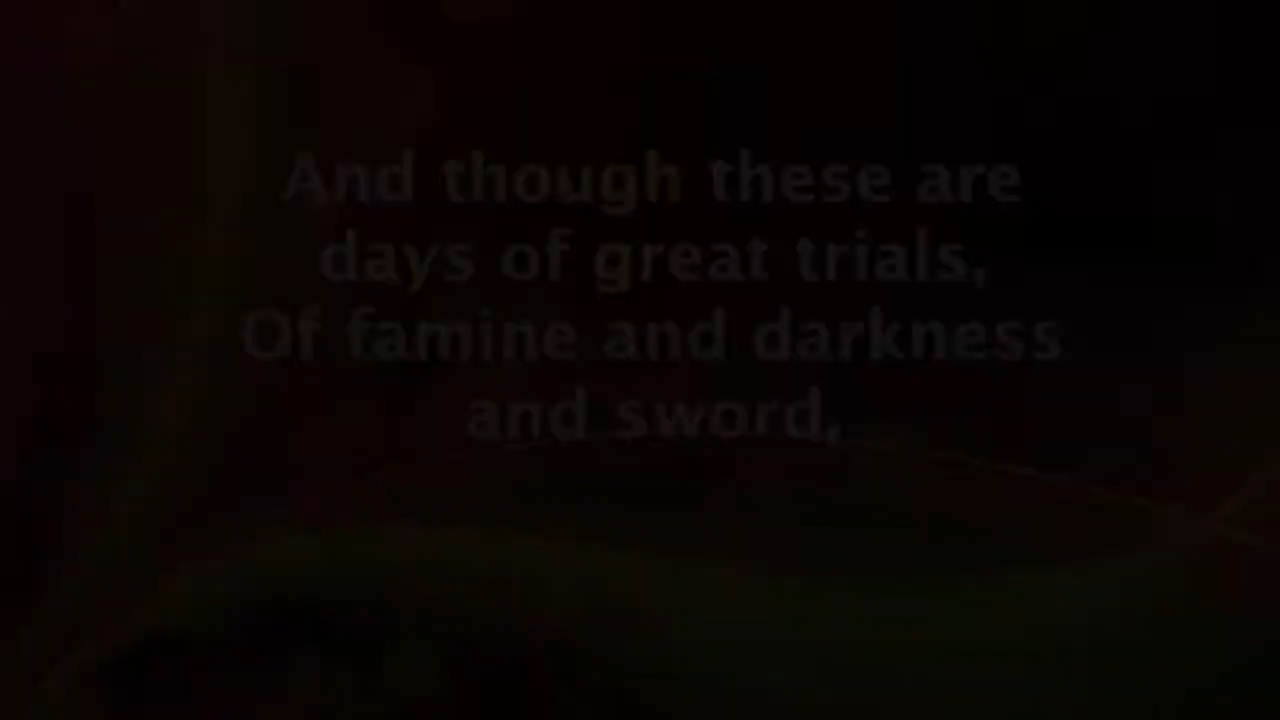 And though these are
days of great trials,
Of famine and darkness
and sword,